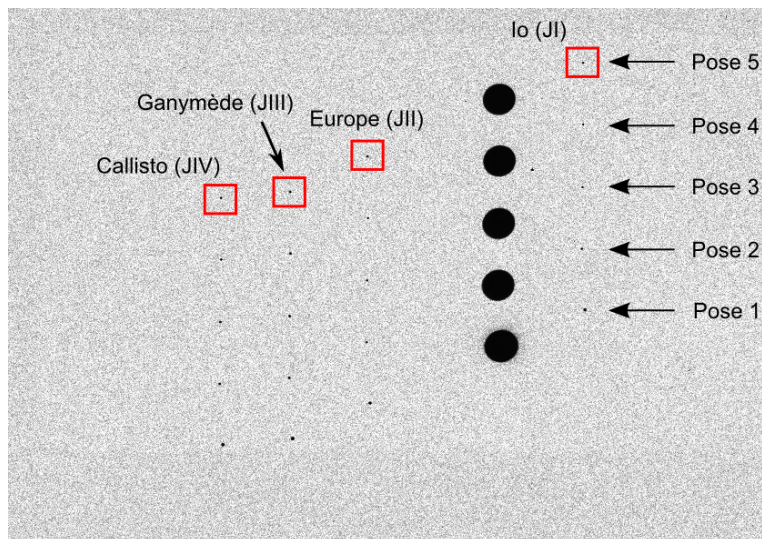 Io (JI)
Pose 5
Ganymède (JIII)
Europe (JII)
Pose 4
Callisto (JIV)
Pose 3
Pose 2
Pose 1